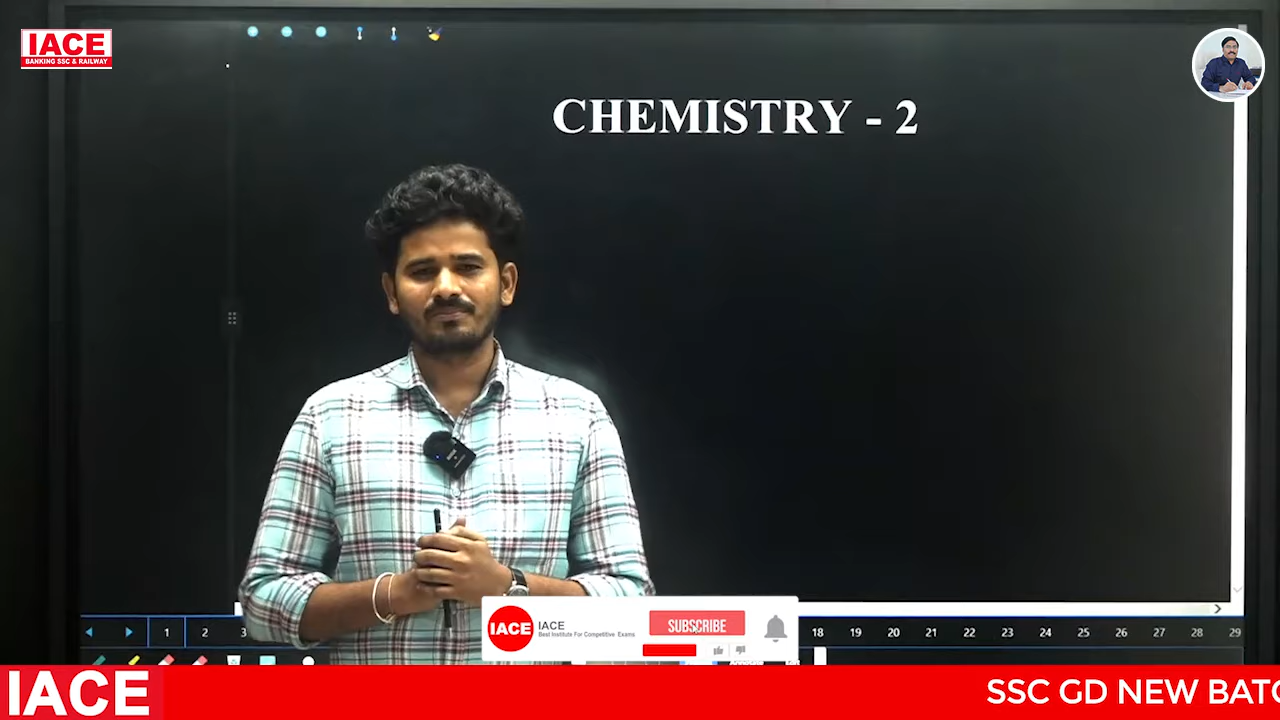 IACE
BANKING SSC & RAILWAY
CHEMISTRY - 2
1 2 3
18 19 20 21 22 23 24 25 26 27 28 29
IACE
IACE
Best Institute For Competitive Exams
SUBSCRIBE
IACE
SSC GD NEW BATC